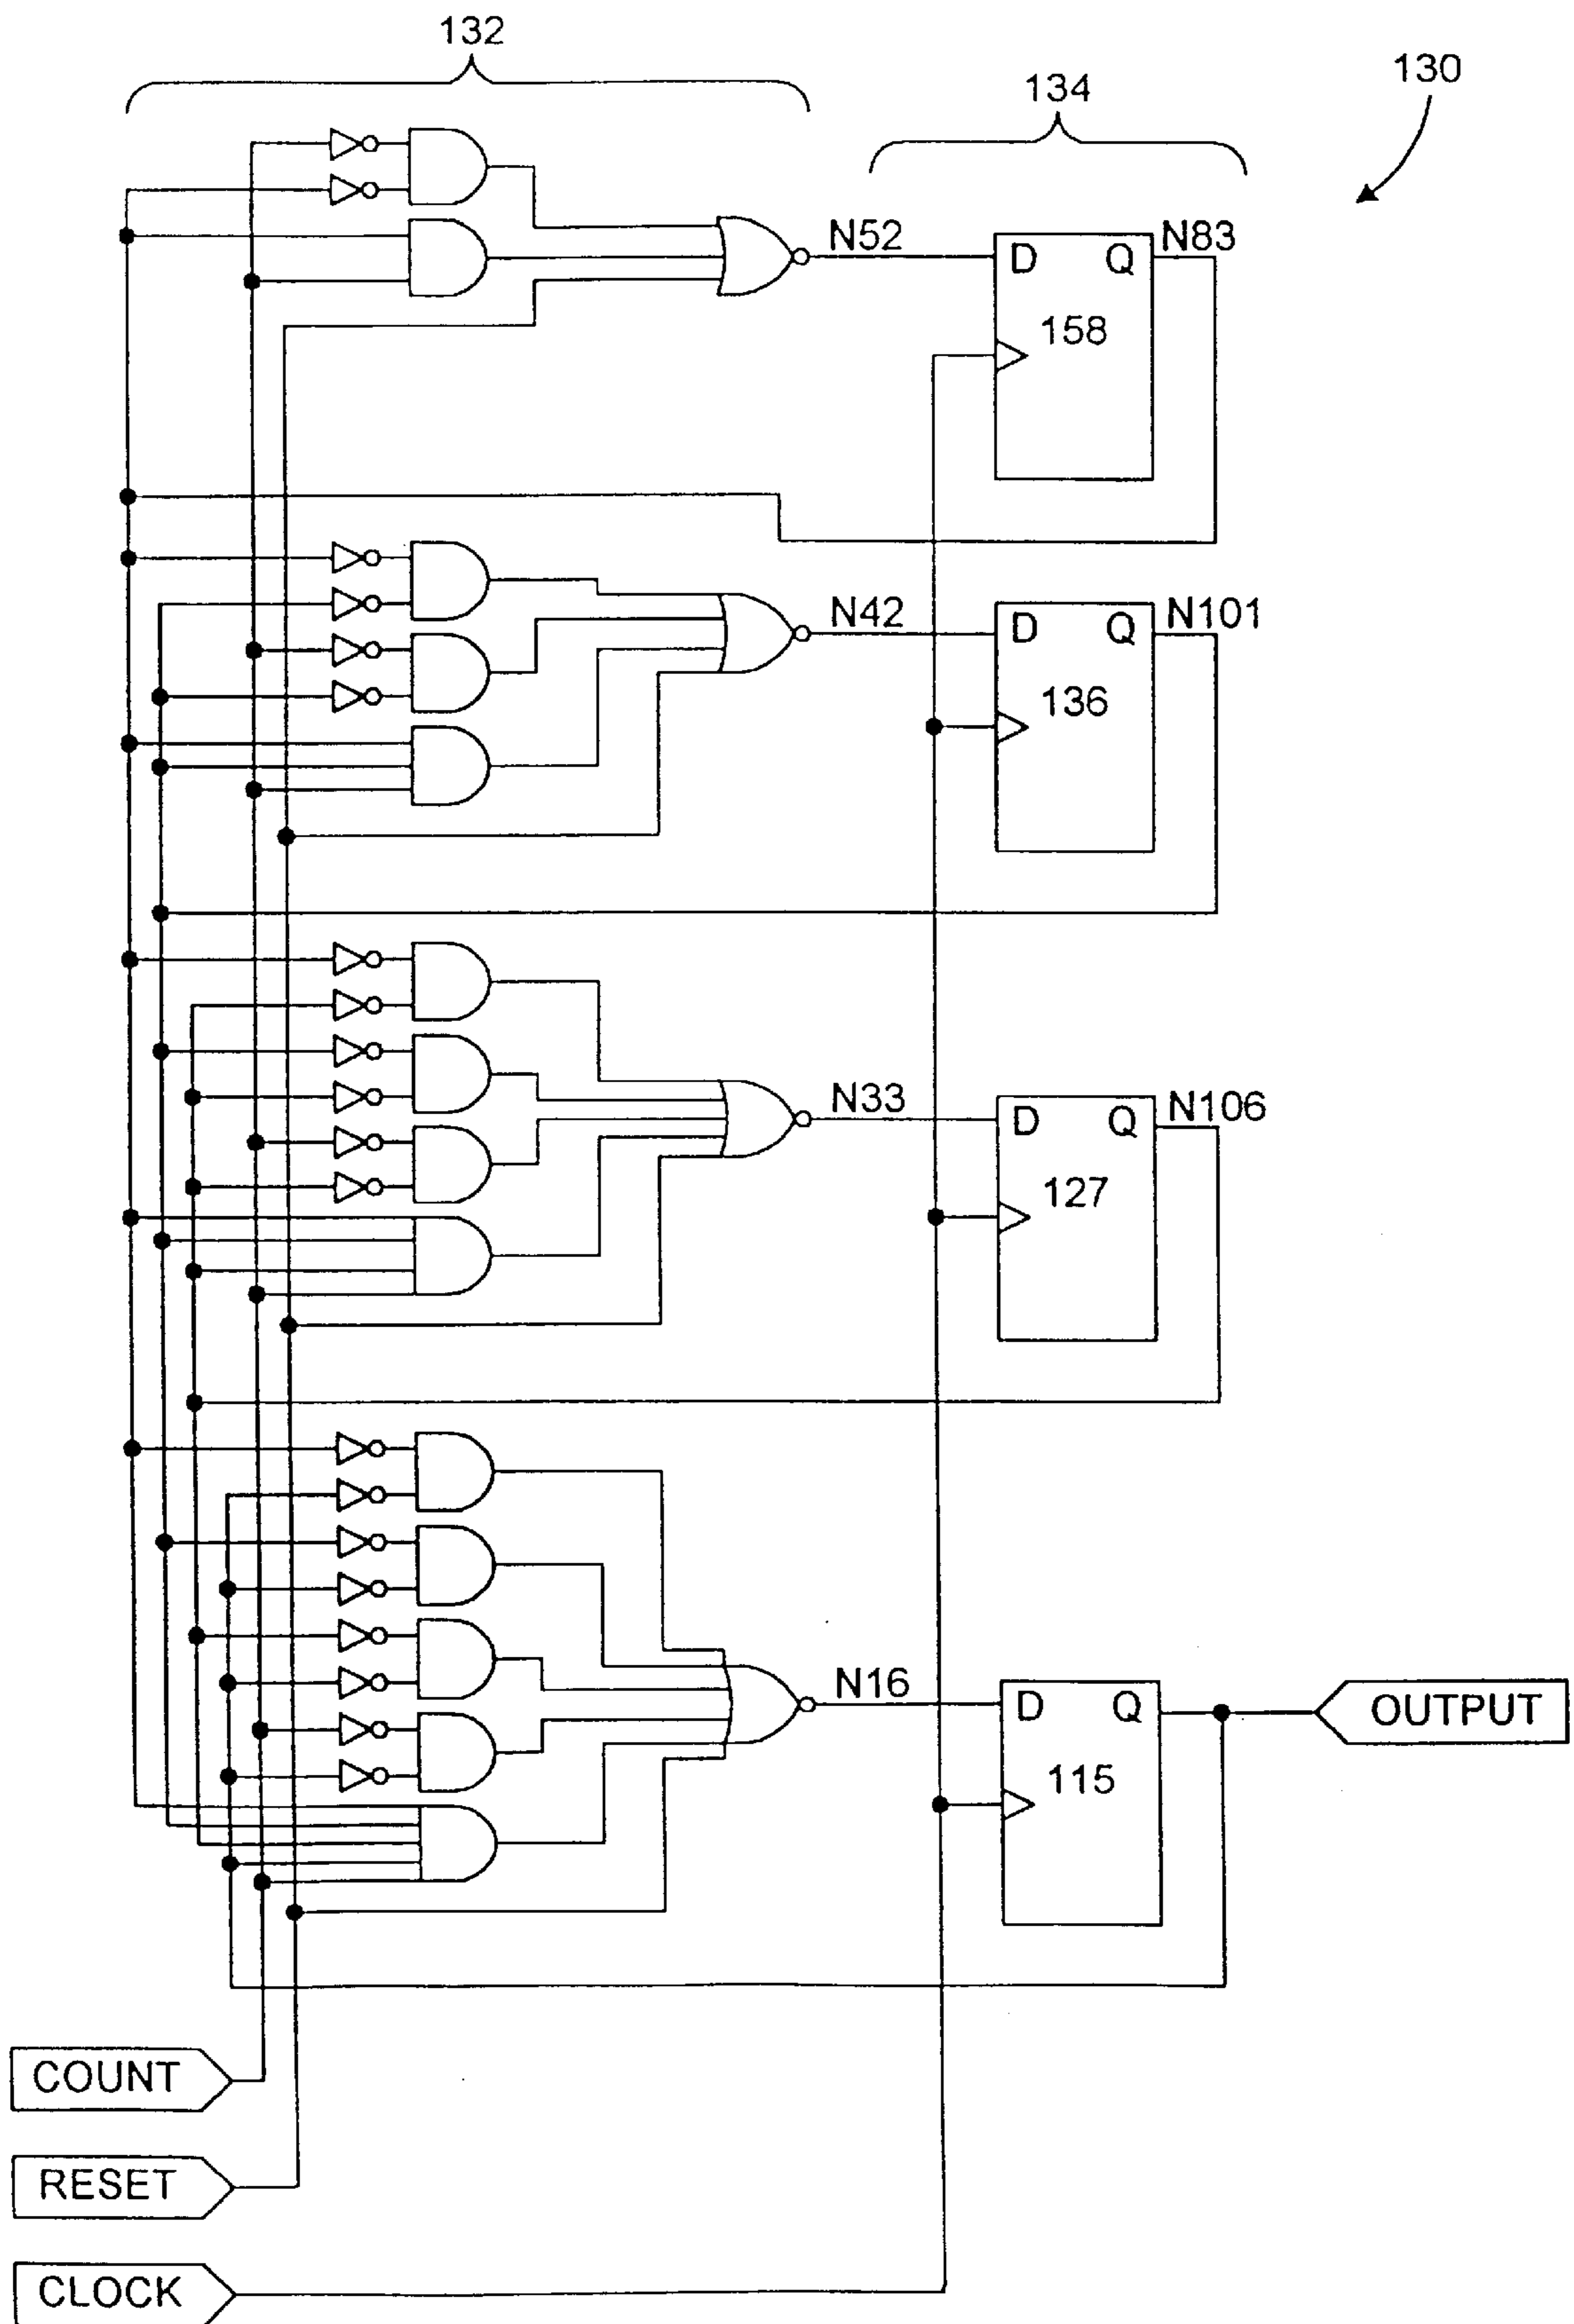 132
134
130
N52
D Q
N83
158
N42
D Q
N101
136
N33
D Q
N106
127
N16
D Q
OUTPUT
115
COUNT
RESET
CLOCK